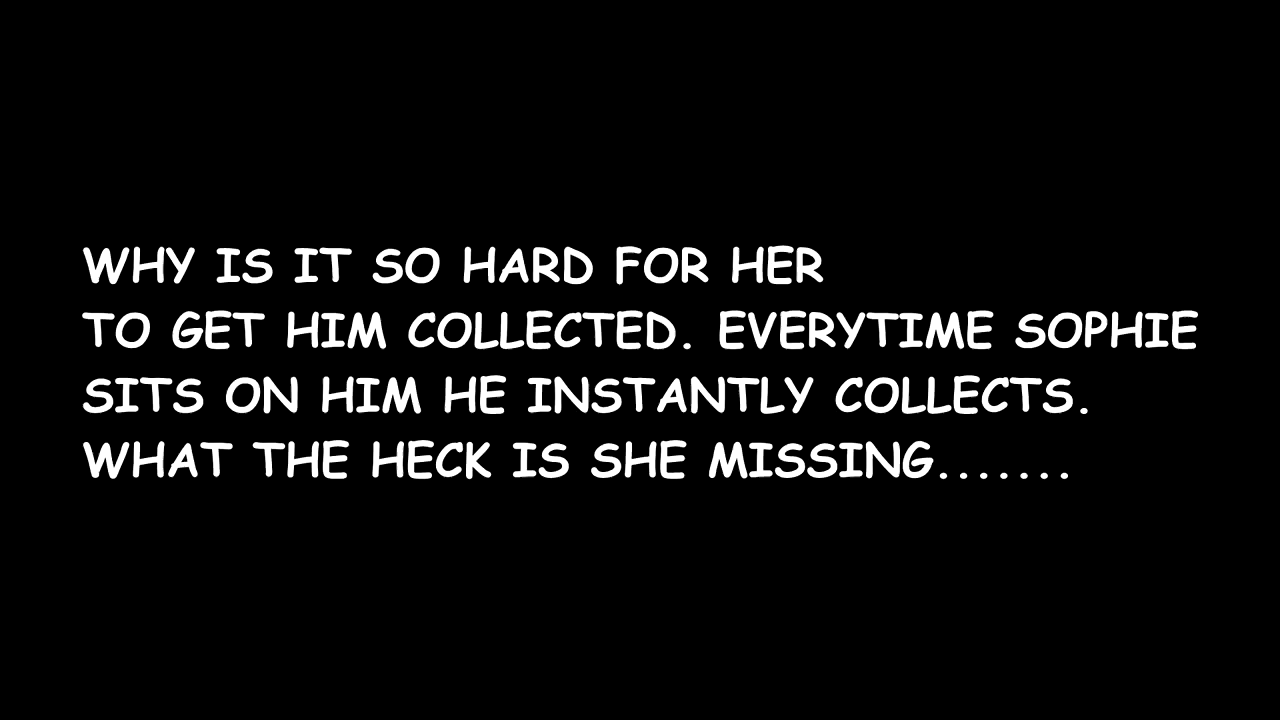 WHY IS IT SO HARD FOR HER
TO GET HIM COLLECTED. EVERYTIME SOPHIE
SITS ON HIM HE INSTANTLY COLLECTS.
WHAT THE HECK IS SHE MISSING.......